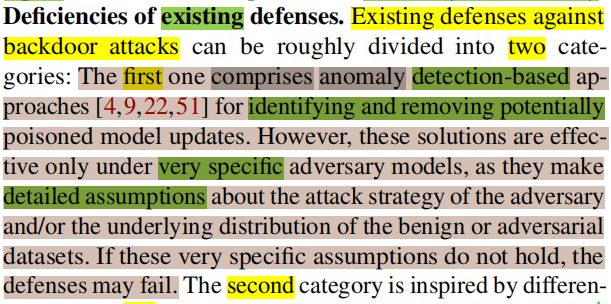 Deficiencies of existing defenses. Existing defenses against
backdoor attacks can be roughly divided into two cate-
gories: The first one comprises anomaly detection-based ap-
proaches [4,9,22,51] for identifying and removing potentially
poisoned model updates. However, these solutions are effec-
tive only under very specific adversary models, as they make
detailed assumptions about the attack strategy of the adversary
and/or the underlying distribution of the benign or adversarial
datasets. If these very specific assumptions do not hold, the
defenses may fail. The second category is inspired by differen-